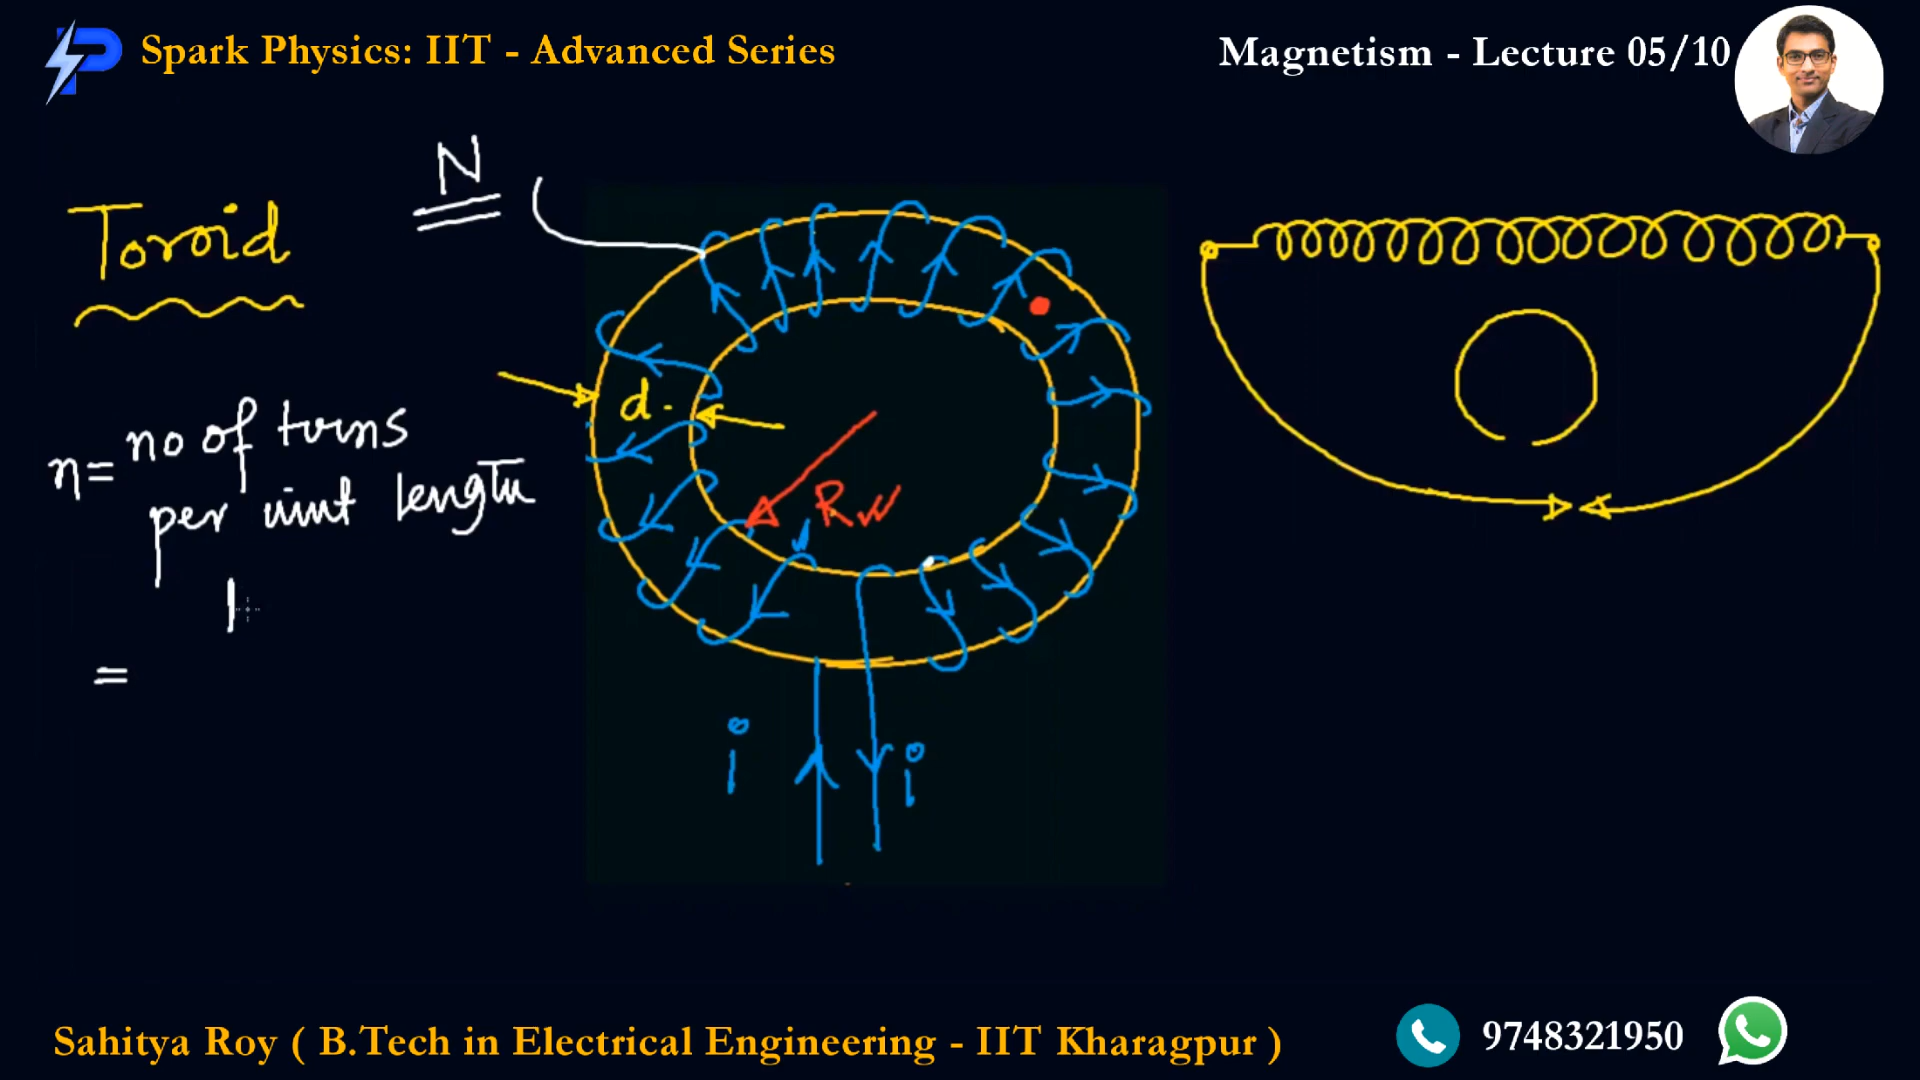 Spark Physics: IIT - Advanced Series
Magnetism - Lecture 05/10
Toroid
N
n = no of turns
per uint length
=
d
R
i
i
Sahitya Roy ( B.Tech in Electrical Engineering - IIT Kharagpur )
9748321950